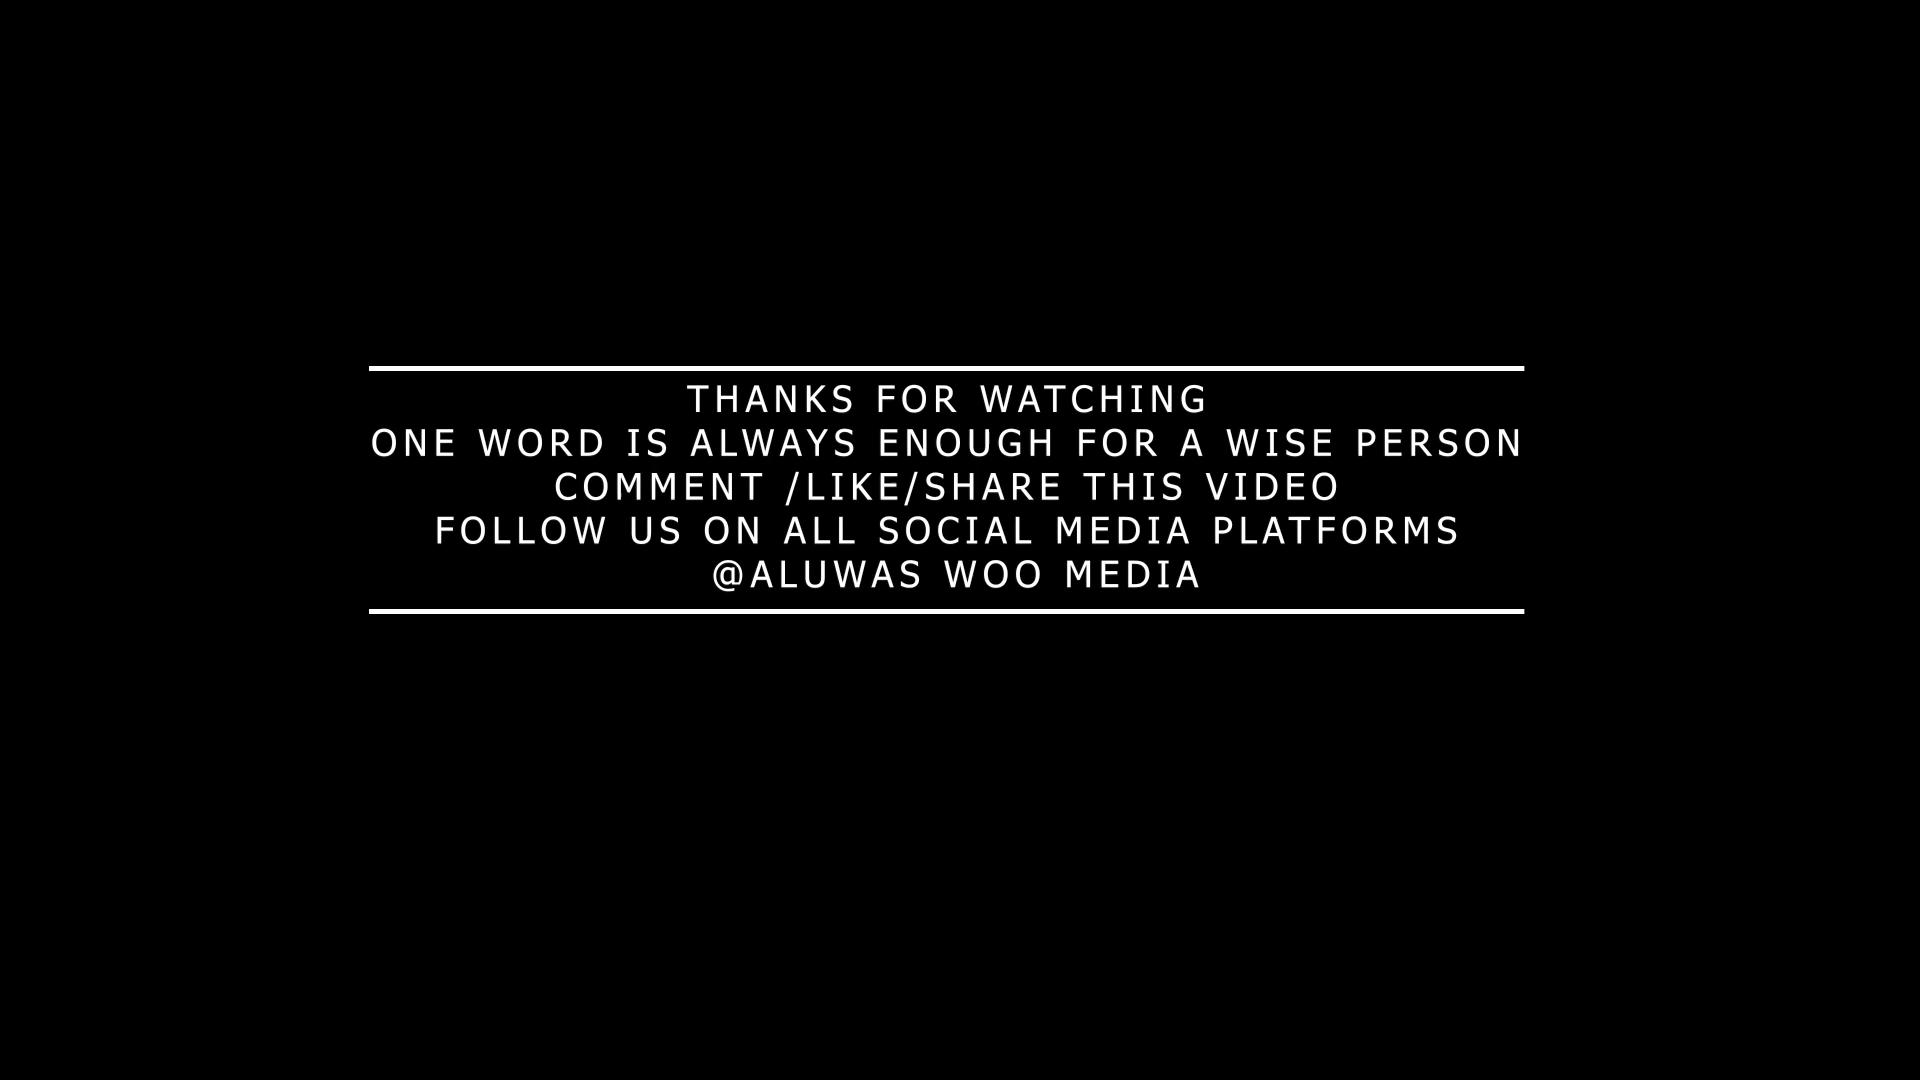 THANKS FOR WATCHING
ONE WORD IS ALWAYS ENOUGH FOR A WISE PERSON
COMMENT /LIKE/SHARE THIS VIDEO
FOLLOW US ON ALL SOCIAL MEDIA PLATFORMS
@ALUWAS WOO MEDIA